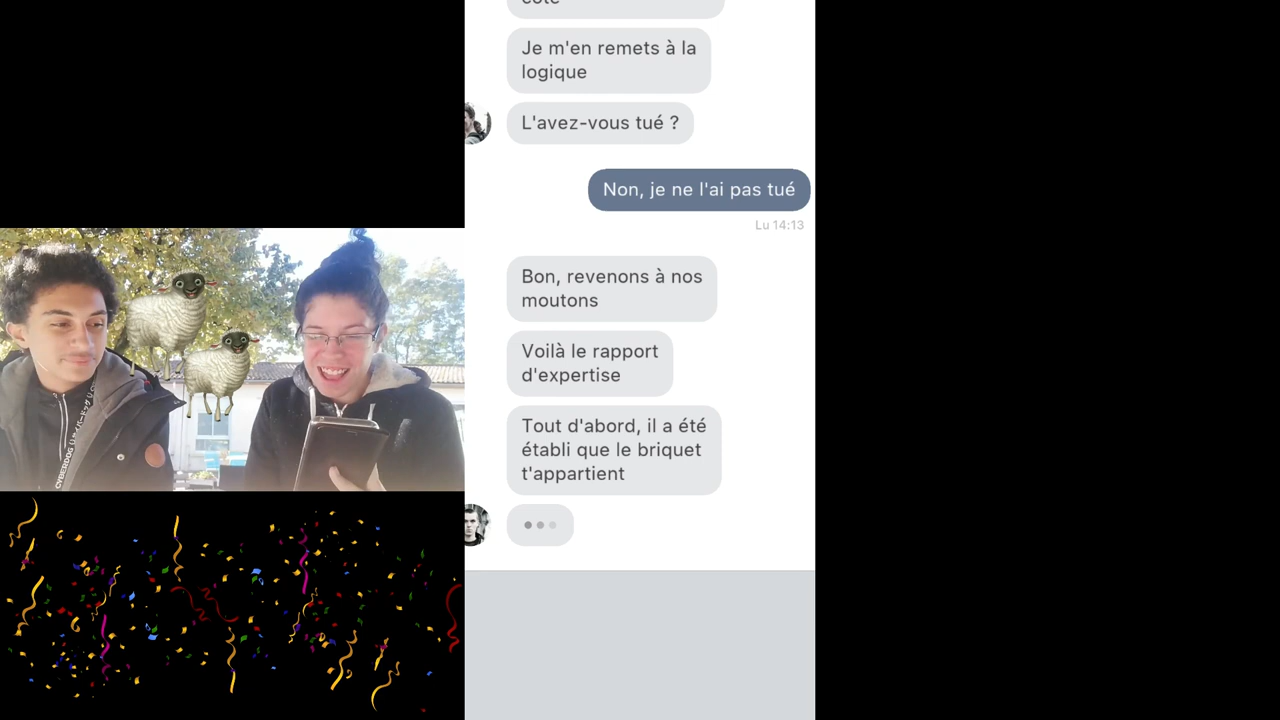 Je m'en remets à la
logique
L'avez-vous tué ?
Non, je ne l'ai pas tué
Lu 14:13
Bon, revenons à nos
moutons
Voilà le rapport
d'expertise
Tout d'abord, il a été
établi que le briquet
t'appartient
CYBERDOG